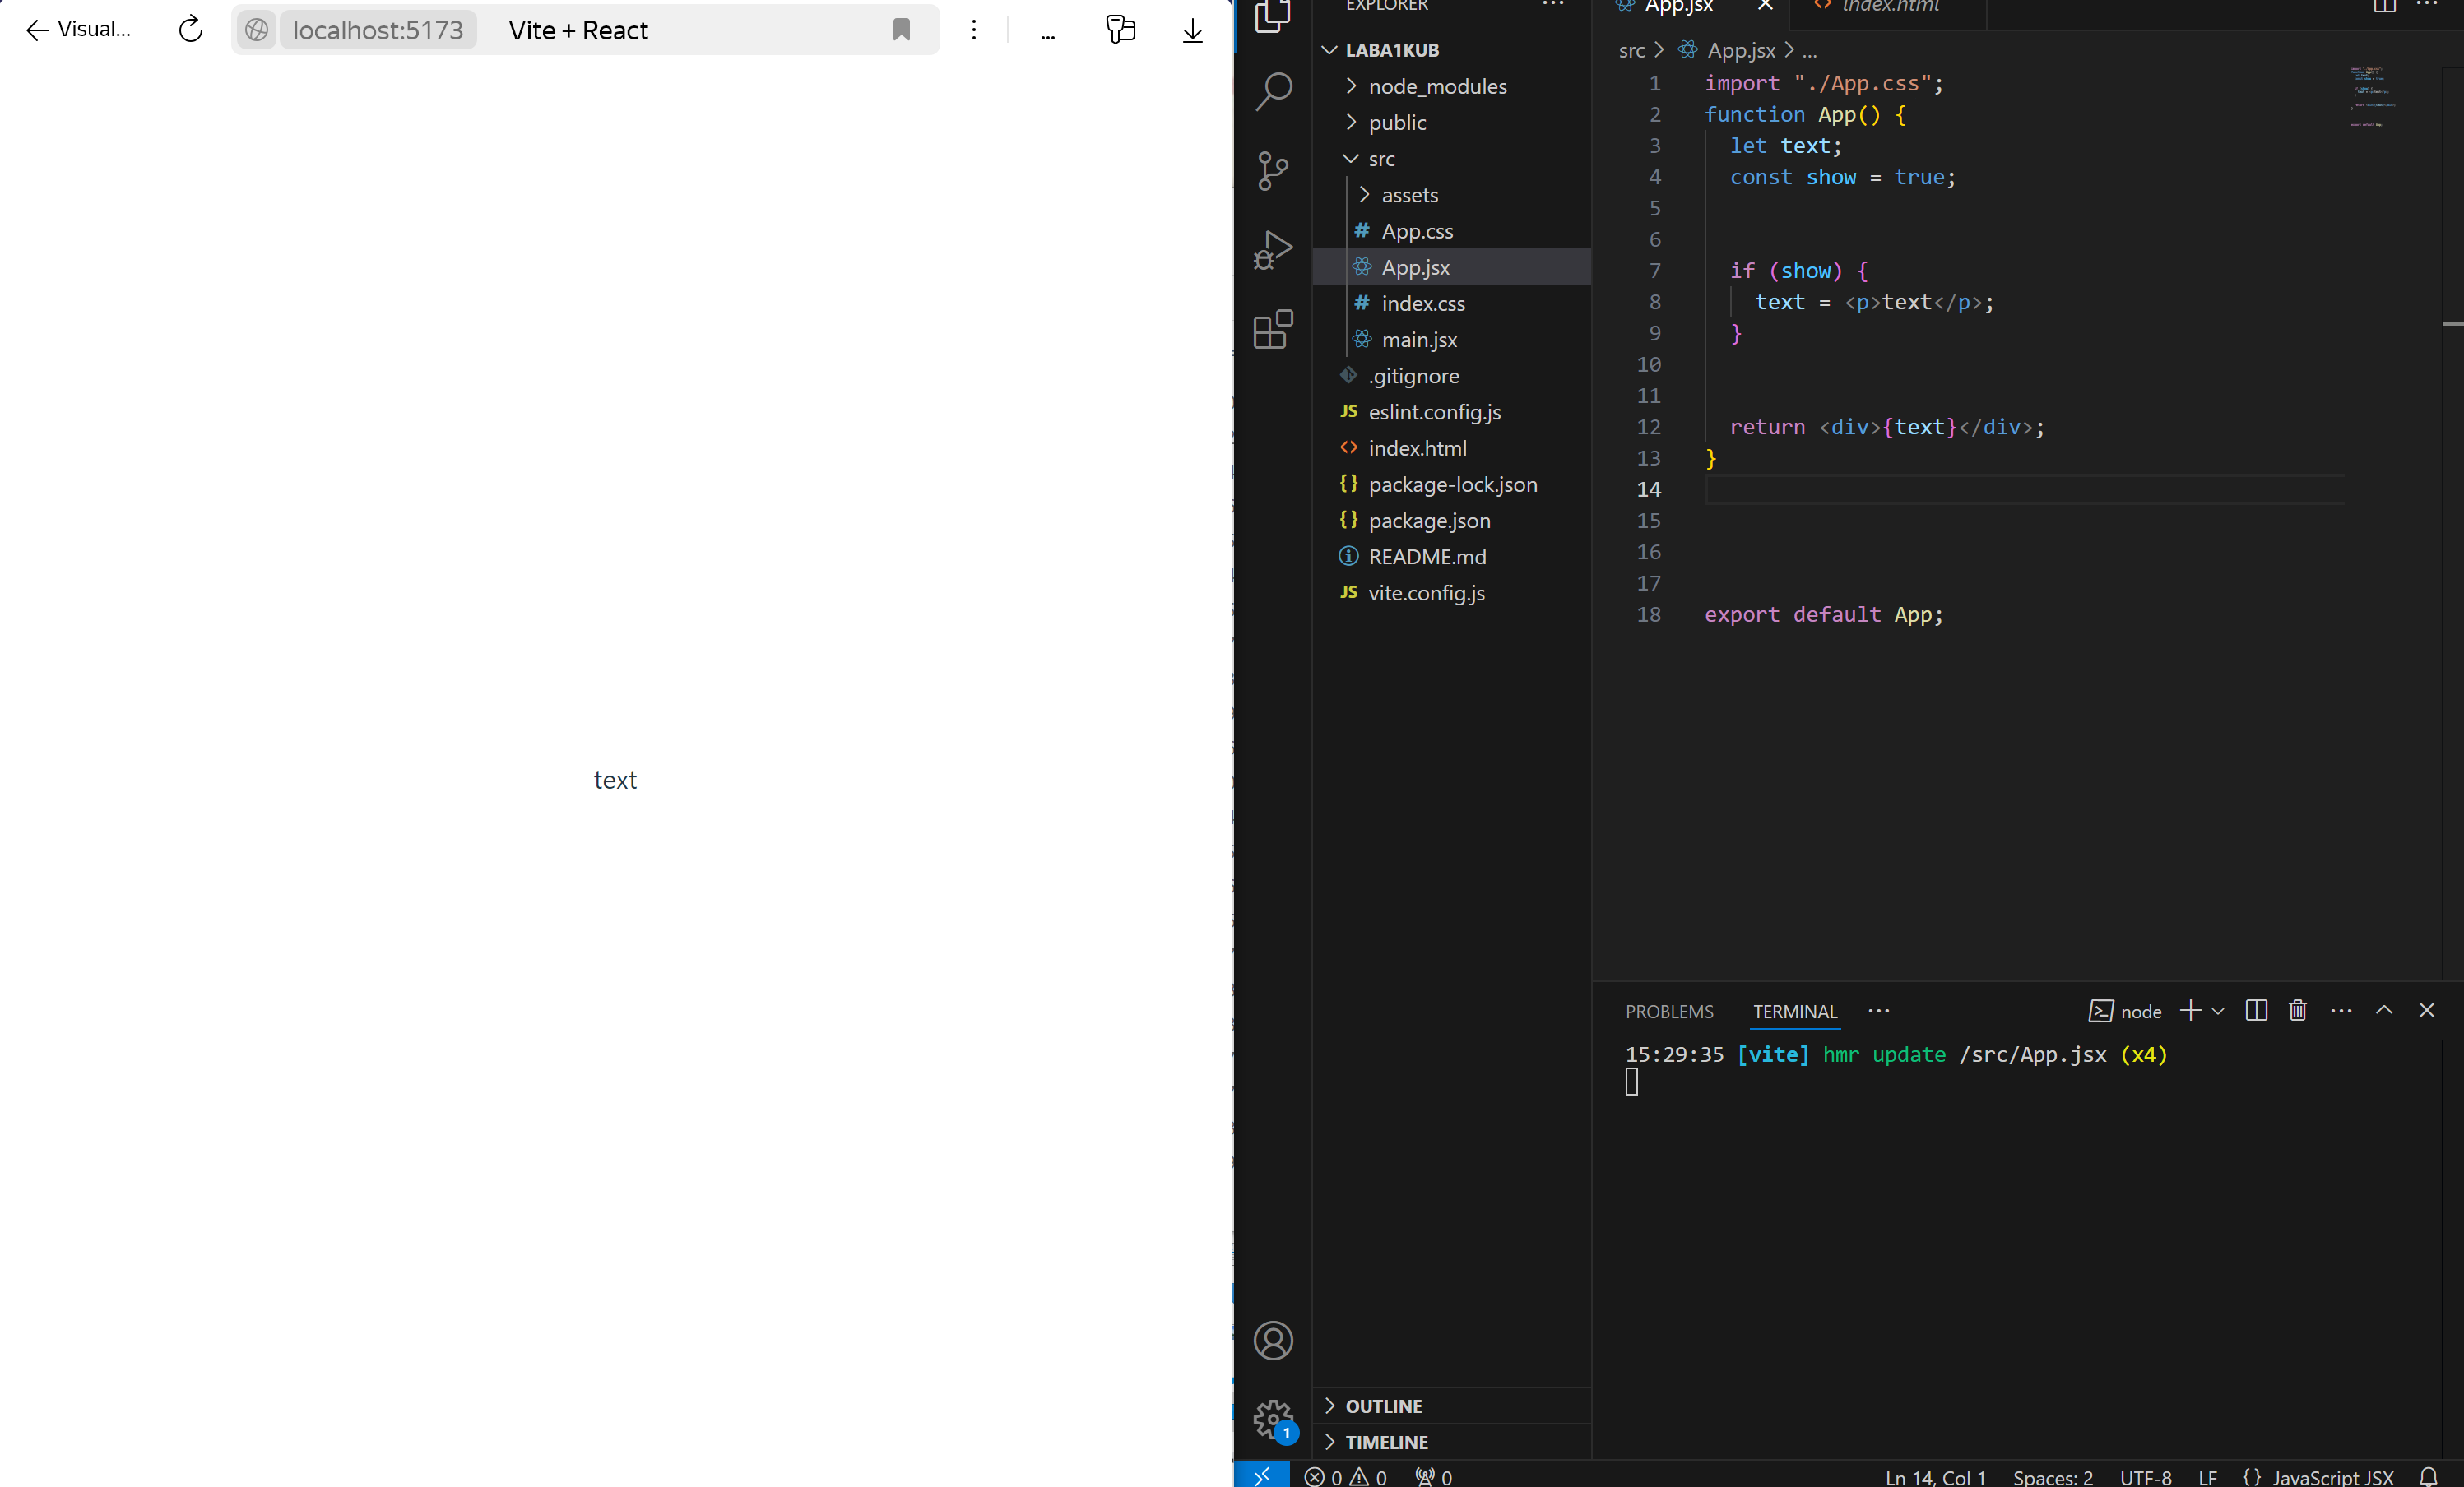 Visual...
localhost:5173
Vite + React
...
text
EXPLORER
LABA1KUB
node_modules
public
src
assets
# App.css
App.jsx
# index.css
main.jsx
.gitignore
JS eslint.config.js
<> index.html
{} package-lock.json
{} package.json
README.md
JS vite.config.js
OUTLINE
TIMELINE
1
App.jsx
<> index.html
src > App.jsx > ...
1 import "./App.css";
2 function App() {
3 let text;
4 const show = true;
5
6
7 if (show) {
8 text = <p>text</p>;
9 }
10
11
12 return <div>{text}</div>;
13 }
14
15
16
17
18 export default App;
PROBLEMS
TERMINAL
node
15:29:35 [vite] hmr update /src/App.jsx (x4)
0 0 0
Ln 14, Col 1 Spaces: 2 UTF-8 LF {} JavaScript JSX